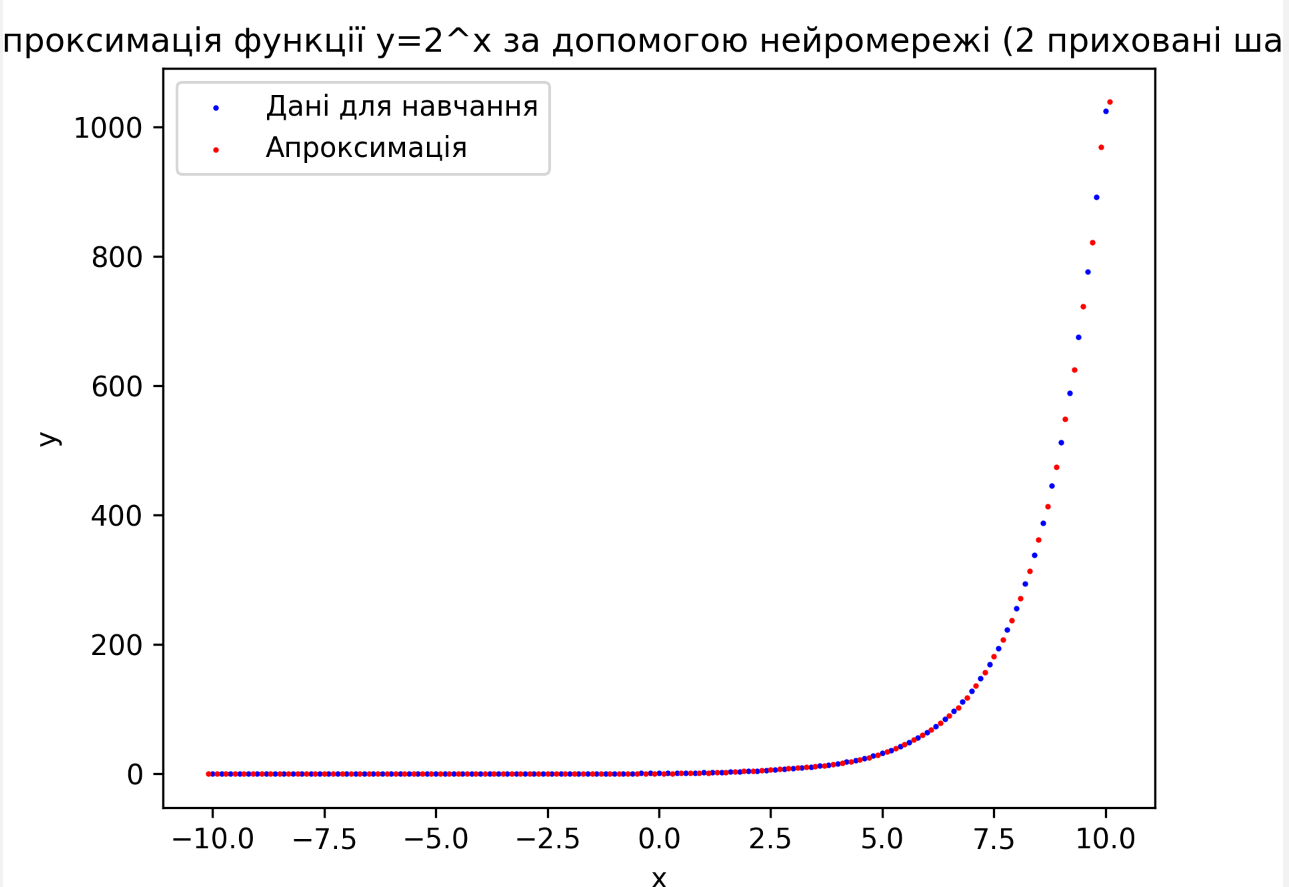 проксимація функції y=2^x за допомогою нейромережі (2 приховані ша
Дані для навчання
Апроксимація
1000
800
600
400
200
0
y
−10.0 −7.5 −5.0 −2.5 0.0 2.5 5.0 7.5 10.0
x